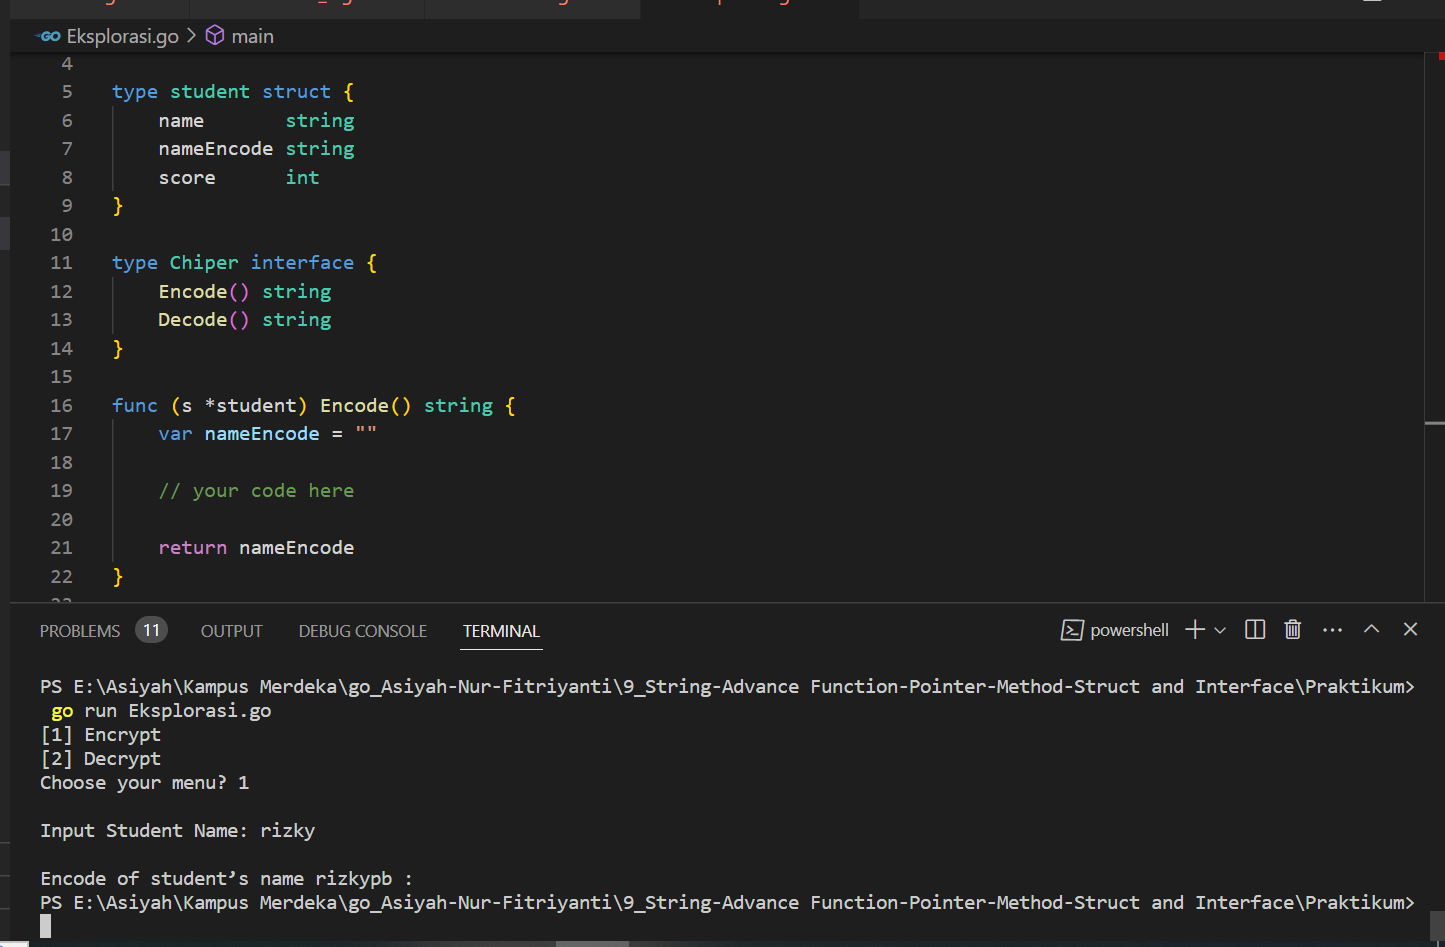 GO Eksplorasi.go > main
4
5 type student struct {
6 name string
7 nameEncode string
8 score int
9 }
10
11 type Chiper interface {
12 Encode() string
13 Decode() string
14 }
15
16 func (s *student) Encode() string {
17 var nameEncode = ""
18
19 // your code here
20
21 return nameEncode
22 }
PROBLEMS 11 OUTPUT DEBUG CONSOLE TERMINAL powershell
PS E:\Asiyah\Kampus Merdeka\go_Asiyah-Nur-Fitriyanti\9_String-Advance Function-Pointer-Method-Struct and Interface\Praktikum>
go run Eksplorasi.go
[1] Encrypt
[2] Decrypt
Choose your menu? 1
Input Student Name: rizky
Encode of student’s name rizkypb :
PS E:\Asiyah\Kampus Merdeka\go_Asiyah-Nur-Fitriyanti\9_String-Advance Function-Pointer-Method-Struct and Interface\Praktikum>